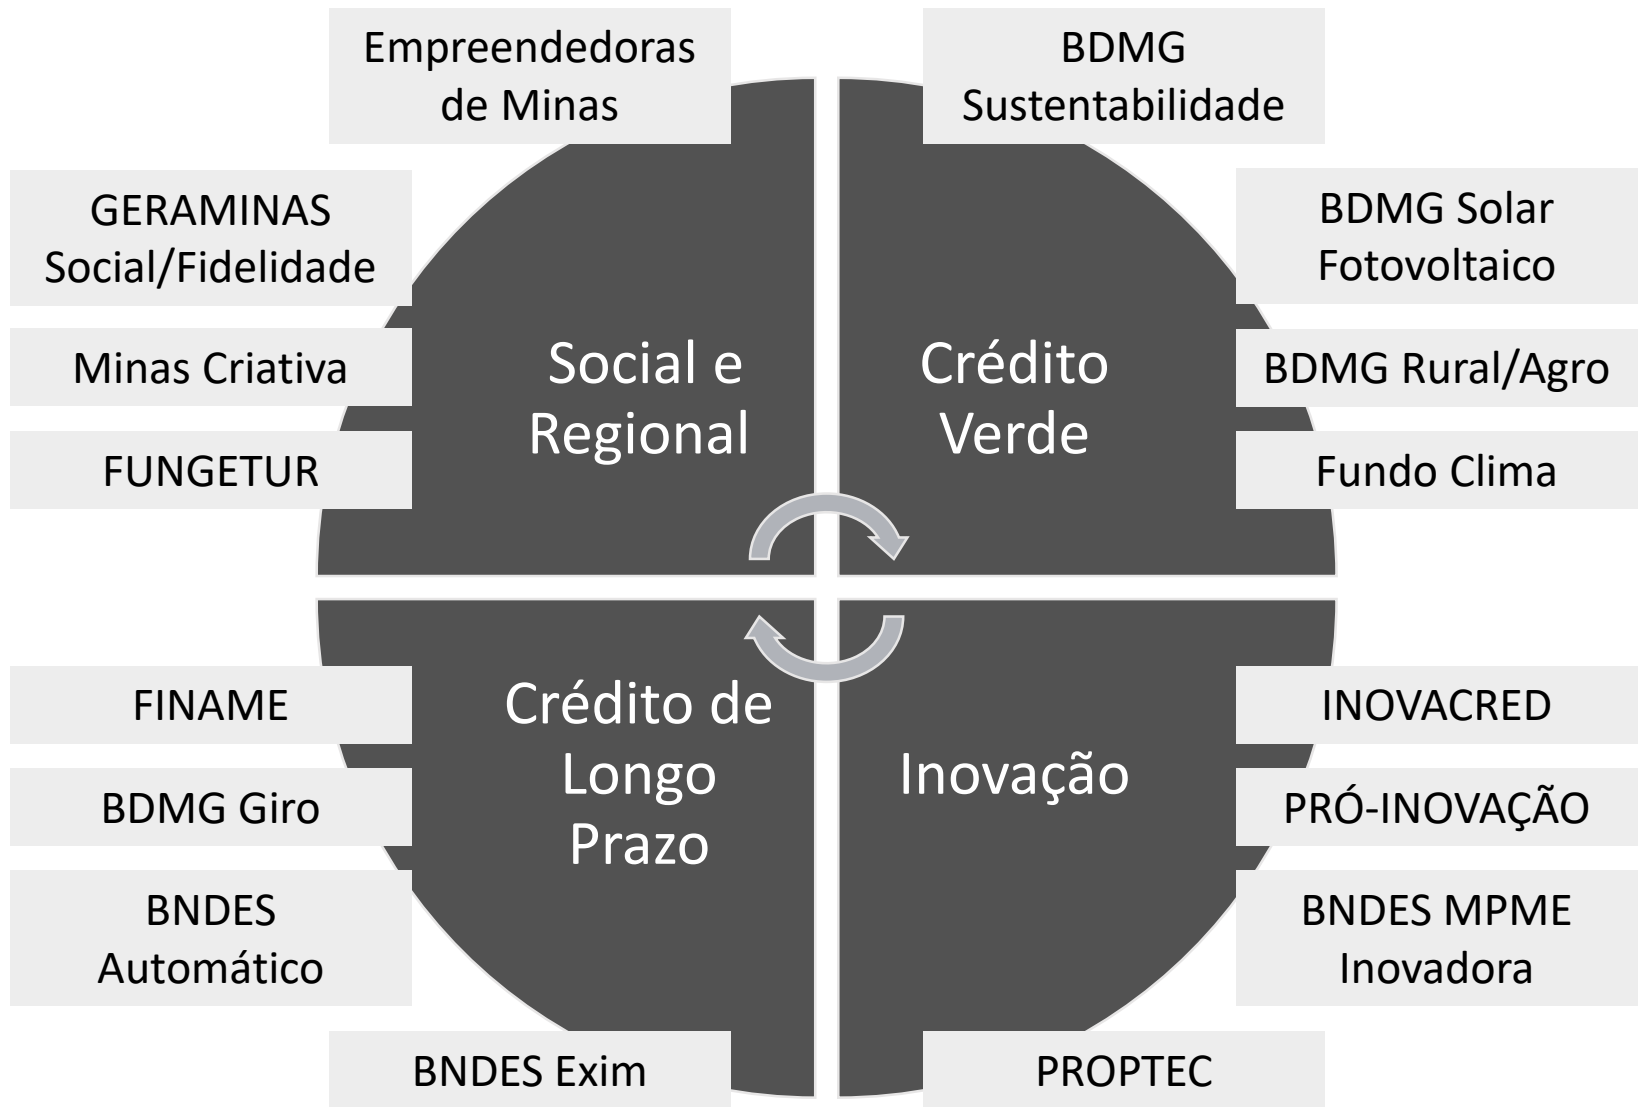 Empreendedoras
de Minas
GERAMINAS
Social/Fidelidade
Minas Criativa
FUNGETUR
Social e
Regional
BDMG
Sustentabilidade
BDMG Solar
Fotovoltaico
BDMG Rural/Agro
Fundo Clima
Crédito
Verde
FINAME
BDMG Giro
BNDES
Automático
BNDES Exim
Crédito de
Longo
Prazo
Inovação
INOVACRED
PRÓ-INOVAÇÃO
BNDES MPME
Inovadora
PROPTEC